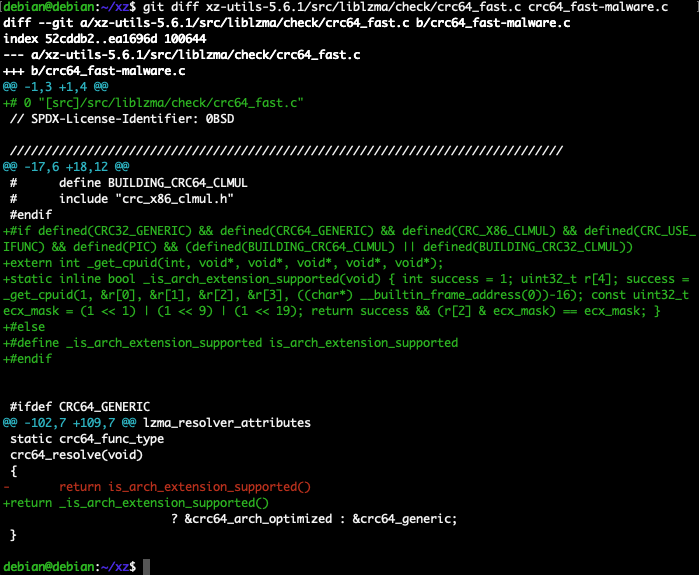 debian@debian:~/xz$ git diff xz-utils-5.6.1/src/liblzma/check/crc64_fast.c crc64_fast-malware.c
diff --git a/xz-utils-5.6.1/src/liblzma/check/crc64_fast.c b/crc64_fast-malware.c
index 52cddb2..ea1696d 100644
--- a/xz-utils-5.6.1/src/liblzma/check/crc64_fast.c
+++ b/crc64_fast-malware.c
@@ -1,3 +1,4 @@
+# 0 "[src]/src/liblzma/check/crc64_fast.c"
 // SPDX-License-Identifier: 0BSD
 ///////////////////////////////////////////////////////////////////////////////
@@ -17,6 +18,12 @@
 #      define BUILDING_CRC64_CLMUL
 #      include "crc_x86_clmul.h"
 #endif
+#if defined(CRC32_GENERIC) && defined(CRC64_GENERIC) && defined(CRC_X86_CLMUL) && defined(CRC_USE_
IFUNC) && defined(PIC) && (defined(BUILDING_CRC64_CLMUL) || defined(BUILDING_CRC32_CLMUL))
+extern int _get_cpuid(int, void*, void*, void*, void*, void*);
+static inline bool _is_arch_extension_supported(void) { int success = 1; uint32_t r[4]; success =
_get_cpuid(1, &r[0], &r[1], &r[2], &r[3], ((char*) __builtin_frame_address(0))-16); const uint32_t
ecx_mask = (1 << 1) | (1 << 9) | (1 << 19); return success && (r[2] & ecx_mask) == ecx_mask; }
+#else
+#define _is_arch_extension_supported is_arch_extension_supported
+#endif
 #ifdef CRC64_GENERIC
@@ -102,7 +109,7 @@ lzma_resolver_attributes
 static crc64_func_type
 crc64_resolve(void)
 {
-       return is_arch_extension_supported()
+return _is_arch_extension_supported()
                        ? &crc64_arch_optimized : &crc64_generic;
 }
debian@debian:~/xz$